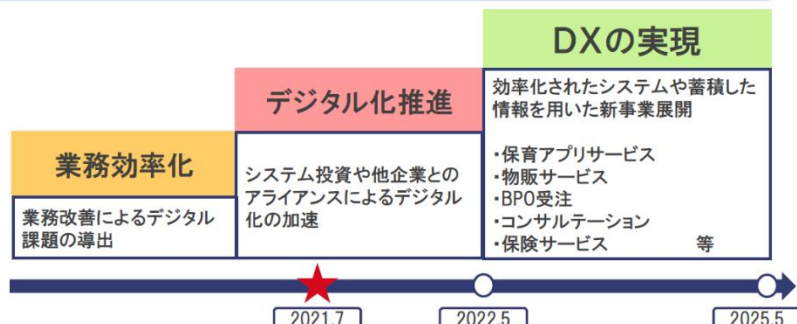 業務効率化
業務改善によるデジタル
課題の導出
デジタル化推進
システム投資や他企業との
アライアンスによるデジタル
化の加速
DXの実現
効率化されたシステムや蓄積した
情報を用いた新事業展開
・保育アプリサービス
・物販サービス
・BPO受注
・コンサルテーション
・保険サービス 等
2021.7
2022.5
2025.5